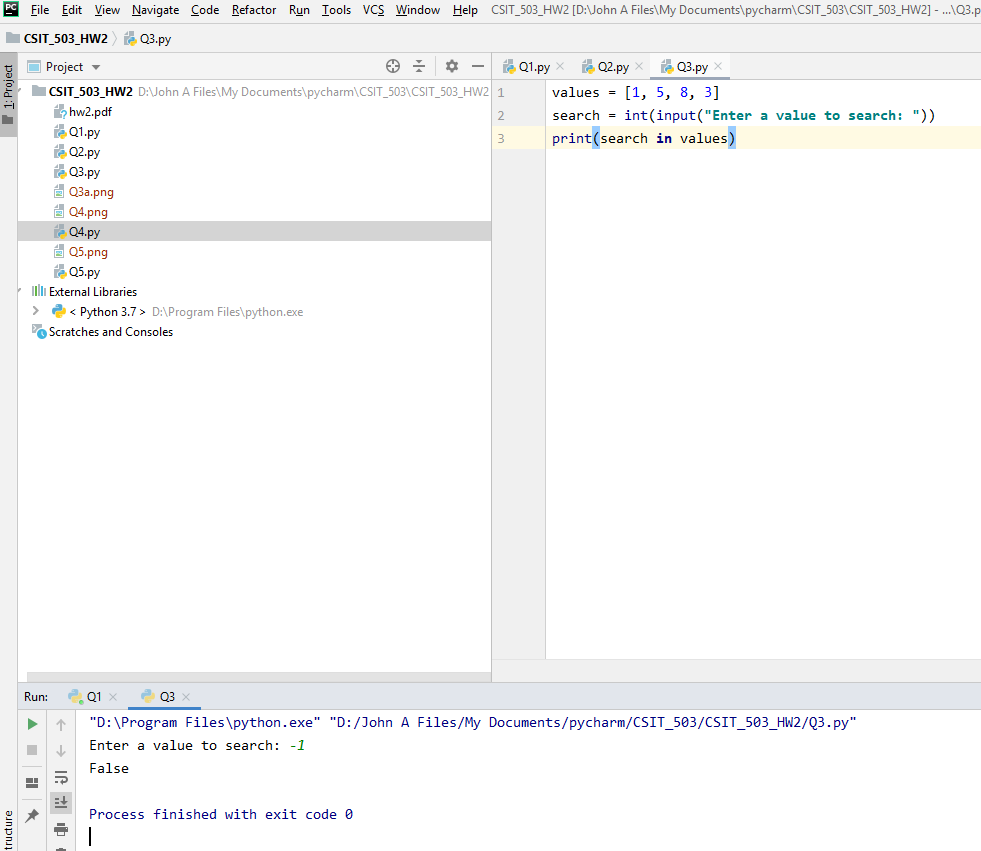 PC File Edit View Navigate Code Refactor Run Tools VCS Window Help CSIT_503_HW2 [D:\John A Files\My Documents\pycharm\CSIT_503\CSIT_503_HW2] - ...\Q3.p
CSIT_503_HW2 Q3.py
1: Project
Project
Q1.py Q2.py Q3.py
CSIT_503_HW2 D:\John A Files\My Documents\pycharm\CSIT_503\CSIT_503_HW2
hw2.pdf
Q1.py
Q2.py
Q3.py
Q3a.png
Q4.png
Q4.py
Q5.png
Q5.py
External Libraries
< Python 3.7 > D:\Program Files\python.exe
Scratches and Consoles
1 values = [1, 5, 8, 3]
2 search = int(input("Enter a value to search: "))
3 print(search in values)
Run: Q1 Q3
"D:\Program Files\python.exe" "D:/John A Files/My Documents/pycharm/CSIT_503/CSIT_503_HW2/Q3.py"
Enter a value to search: -1
False
Process finished with exit code 0
tructure